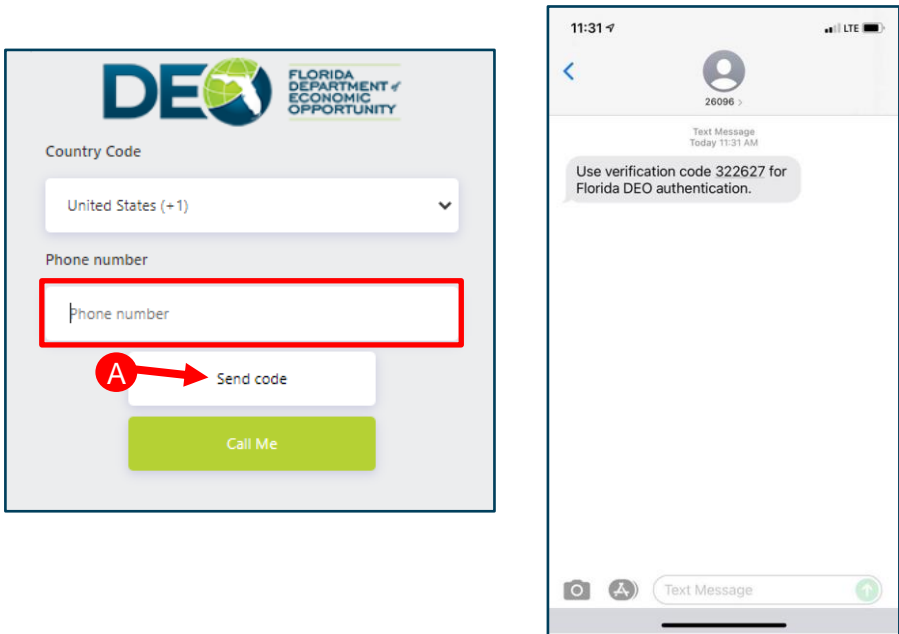 DEO
FLORIDA
DEPARTMENT of
ECONOMIC
OPPORTUNITY
Country Code
United States (+1)
Phone number
Phone number
A
Send code
Call Me
11:31
LTE
26096
Text Message
Today 11:31 AM
Use verification code 322627 for
Florida DEO authentication.
Text Message